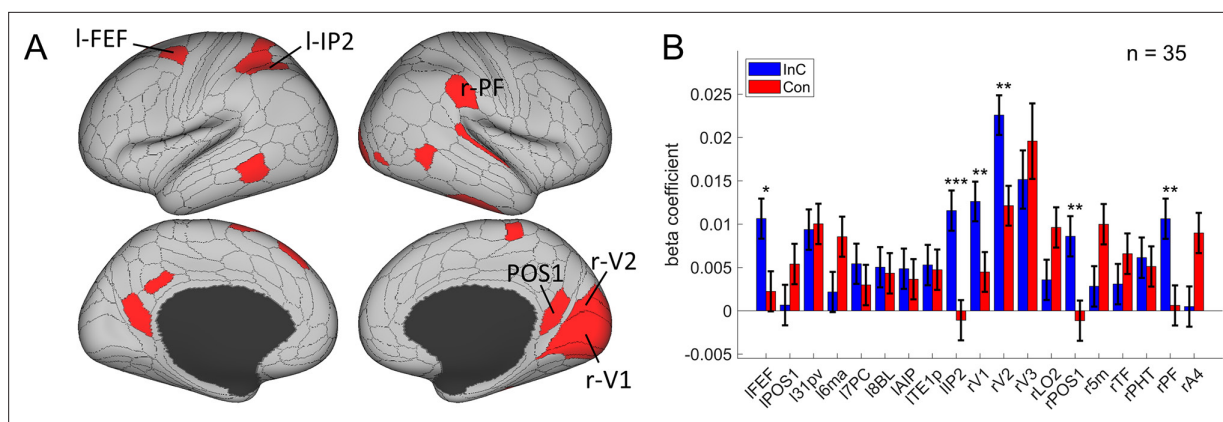 A
l-FEF
l-IP2
r-PF
POS1
r-V2
r-V1
B
InC
Con
n = 35
beta coefficient
0.025
0.02
0.015
0.01
0.005
0
-0.005
*
***
**
**
**
**
lFEF
lPOS1
l31pv
l6ma
l7PC
l8BL
lAIP
lTE1p
lIP2
rV1
rV2
rV3
rLO2
rPOS1
r5m
rTF
rPHT
rPF
rA4